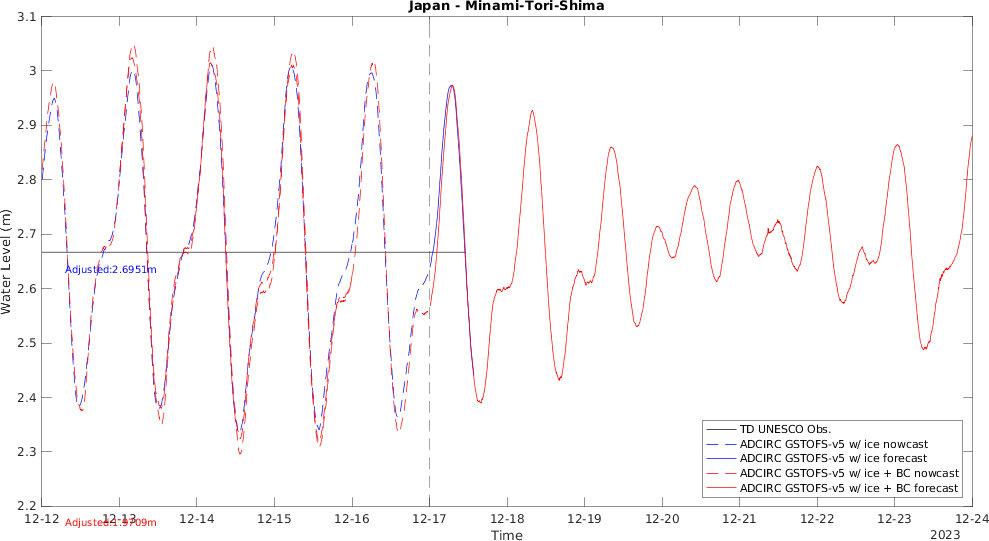 Japan - Minami-Tori-Shima
3.1
3
2.9
2.8
2.7
2.6
2.5
2.4
2.3
2.2
Water Level (m)
Adjusted:2.6951m
TD UNESCO Obs.
ADCIRC GSTOFS-v5 w/ ice nowcast
ADCIRC GSTOFS-v5 w/ ice forecast
ADCIRC GSTOFS-v5 w/ ice + BC nowcast
ADCIRC GSTOFS-v5 w/ ice + BC forecast
12-12 12-13 12-14 12-15 12-16 12-17 12-18 12-19 12-20 12-21 12-22 12-23 12-24
Adjusted:1.9709m
Time
2023